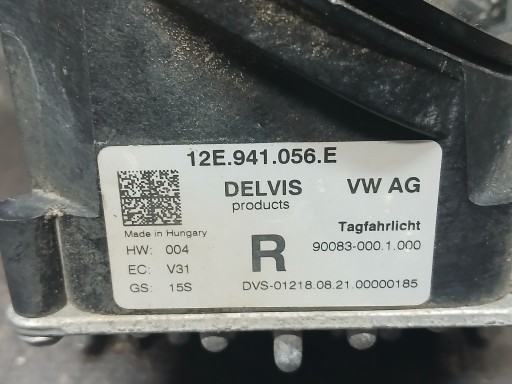 12E.941.056.E
DELVIS VW AG
products
Tagfahrlicht
Made in Hungary
HW: 004 R 90083-000.1.000
EC: V31
GS: 15S DVS-01218.08.21.00000185